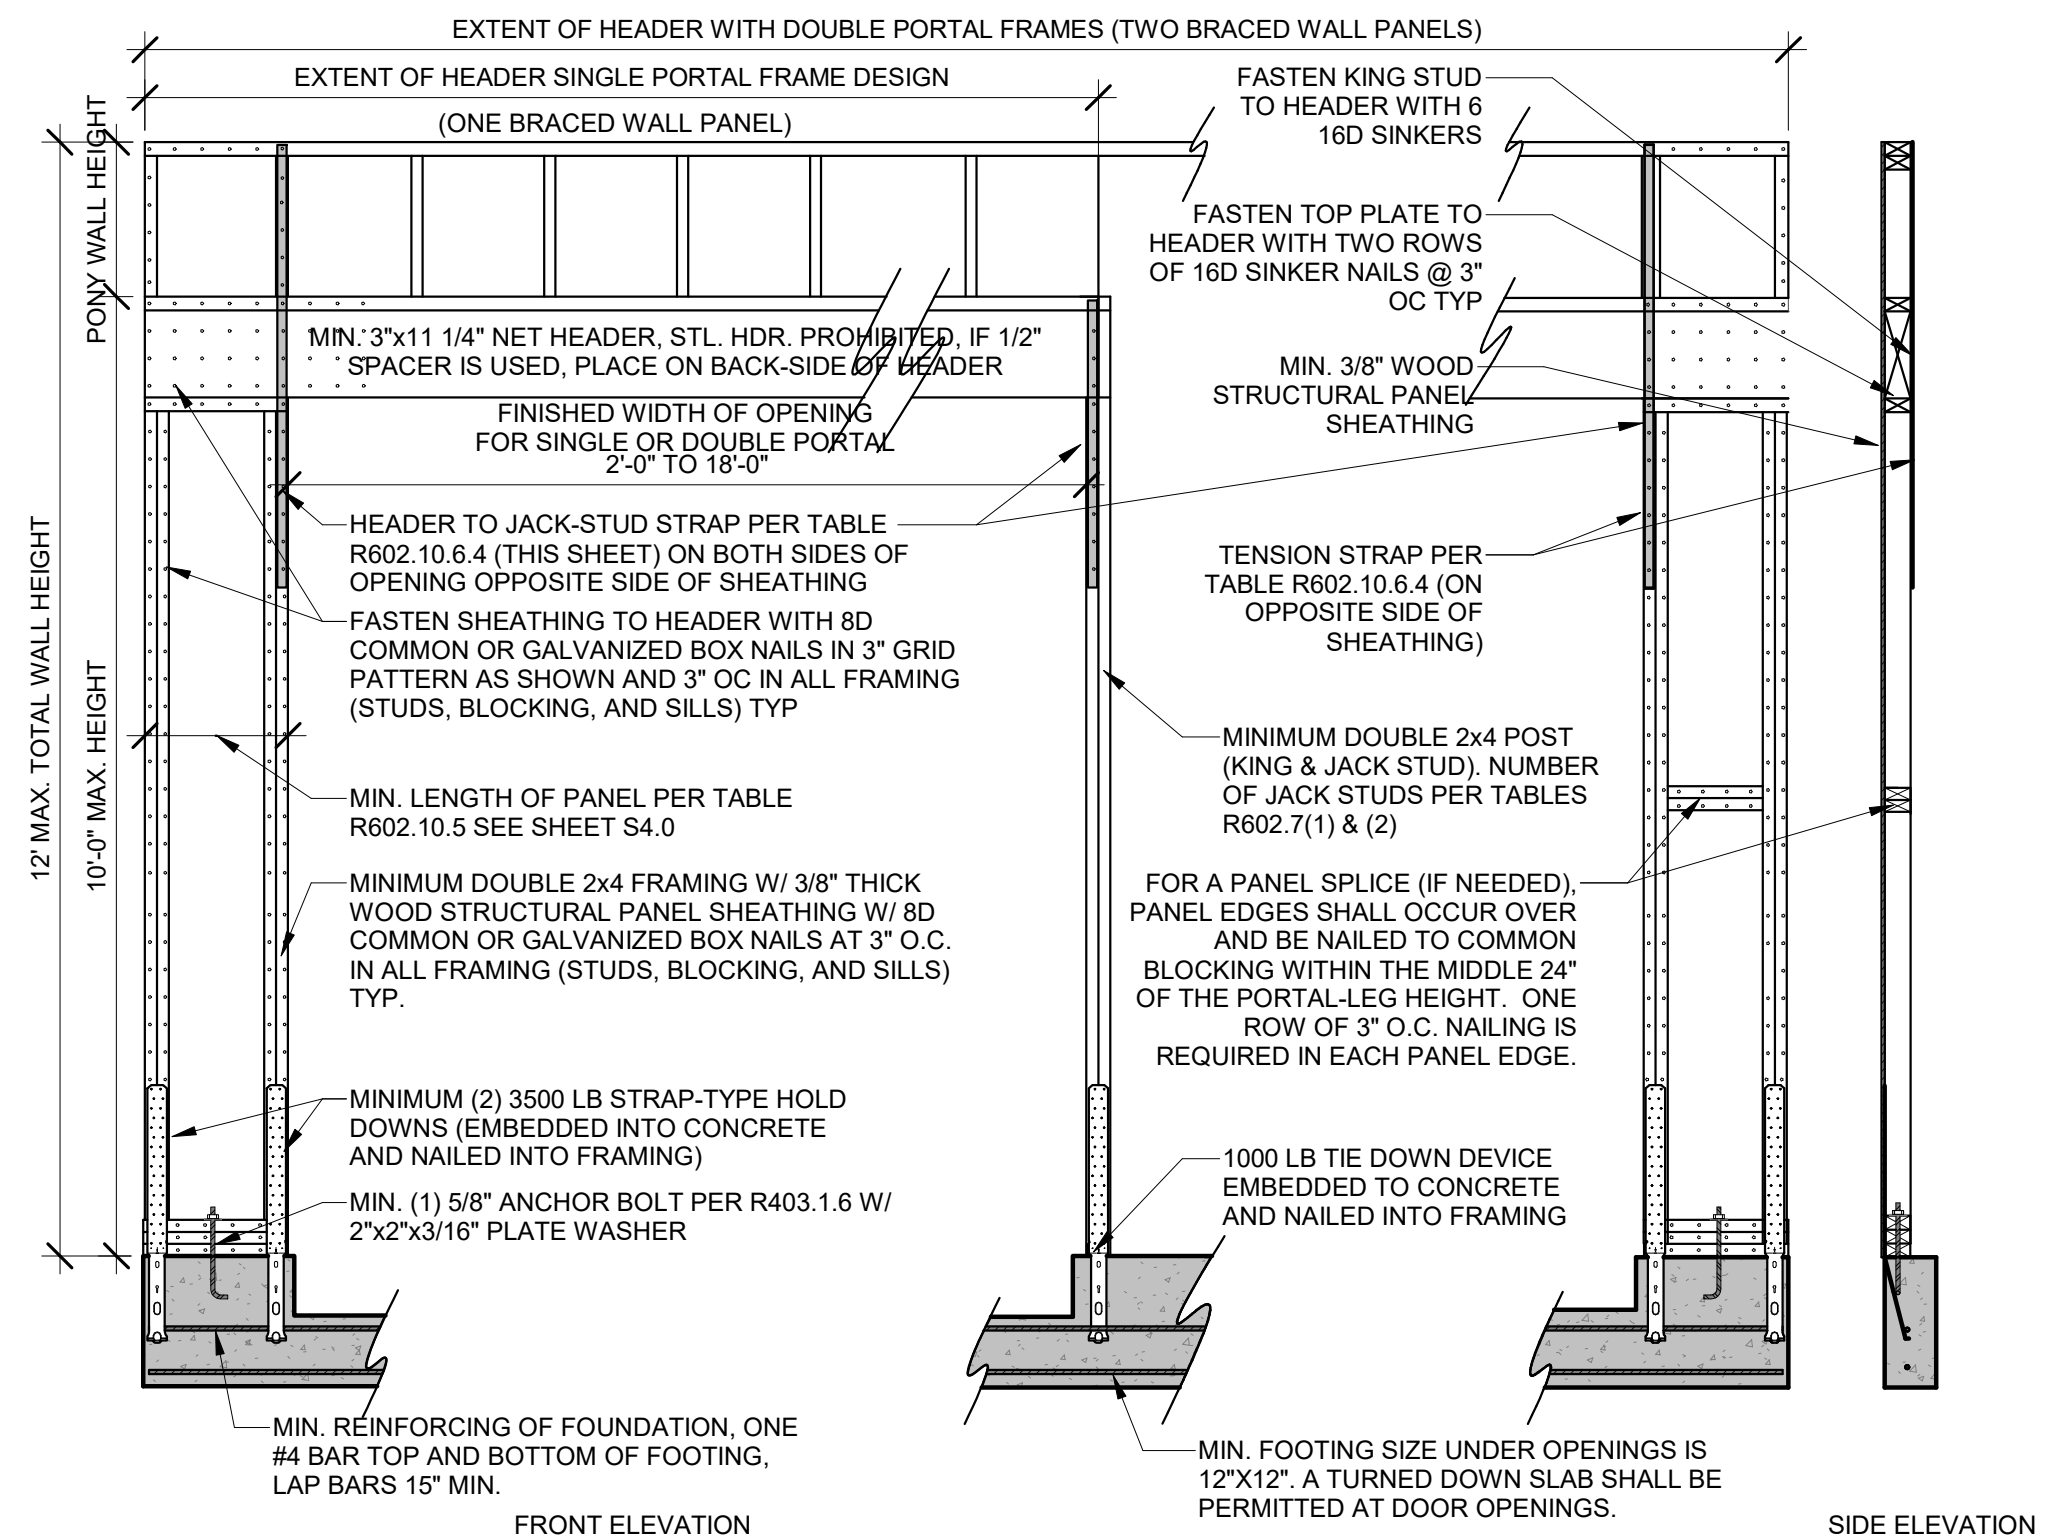 EXTENT OF HEADER WITH DOUBLE PORTAL FRAMES (TWO BRACED WALL PANELS)
EXTENT OF HEADER SINGLE PORTAL FRAME DESIGN
(ONE BRACED WALL PANEL)
FASTEN KING STUD
TO HEADER WITH 6
16D SINKERS
PONY WALL HEIGHT
FASTEN TOP PLATE TO
HEADER WITH TWO ROWS
OF 16D SINKER NAILS @ 3"
OC TYP
MIN. 3"x11 1/4" NET HEADER, STL. HDR. PROHIBITED, IF 1/2"
SPACER IS USED, PLACE ON BACK-SIDE OF HEADER
MIN. 3/8" WOOD
STRUCTURAL PANEL
SHEATHING
FINISHED WIDTH OF OPENING
FOR SINGLE OR DOUBLE PORTAL
2'-0" TO 18'-0"
HEADER TO JACK-STUD STRAP PER TABLE
R602.10.6.4 (THIS SHEET) ON BOTH SIDES OF
OPENING OPPOSITE SIDE OF SHEATHING
TENSION STRAP PER
TABLE R602.10.6.4 (ON
OPPOSITE SIDE OF
SHEATHING)
FASTEN SHEATHING TO HEADER WITH 8D
COMMON OR GALVANIZED BOX NAILS IN 3" GRID
PATTERN AS SHOWN AND 3" OC IN ALL FRAMING
(STUDS, BLOCKING, AND SILLS) TYP
12' MAX. TOTAL WALL HEIGHT
10'-0" MAX. HEIGHT
MINIMUM DOUBLE 2x4 POST
(KING & JACK STUD). NUMBER
OF JACK STUDS PER TABLES
R602.7(1) & (2)
MIN. LENGTH OF PANEL PER TABLE
R602.10.5 SEE SHEET S4.0
MINIMUM DOUBLE 2x4 FRAMING W/ 3/8" THICK
WOOD STRUCTURAL PANEL SHEATHING W/ 8D
COMMON OR GALVANIZED BOX NAILS AT 3" O.C.
IN ALL FRAMING (STUDS, BLOCKING, AND SILLS)
TYP.
FOR A PANEL SPLICE (IF NEEDED),
PANEL EDGES SHALL OCCUR OVER
AND BE NAILED TO COMMON
BLOCKING WITHIN THE MIDDLE 24"
OF THE PORTAL-LEG HEIGHT.  ONE
ROW OF 3" O.C. NAILING IS
REQUIRED IN EACH PANEL EDGE.
MINIMUM (2) 3500 LB STRAP-TYPE HOLD
DOWNS (EMBEDDED INTO CONCRETE
AND NAILED INTO FRAMING)
1000 LB TIE DOWN DEVICE
EMBEDDED TO CONCRETE
AND NAILED INTO FRAMING
MIN. (1) 5/8" ANCHOR BOLT PER R403.1.6 W/
2"x2"x3/16" PLATE WASHER
MIN. REINFORCING OF FOUNDATION, ONE
#4 BAR TOP AND BOTTOM OF FOOTING,
LAP BARS 15" MIN.
MIN. FOOTING SIZE UNDER OPENINGS IS
12"X12". A TURNED DOWN SLAB SHALL BE
PERMITTED AT DOOR OPENINGS.
FRONT ELEVATION
SIDE ELEVATION